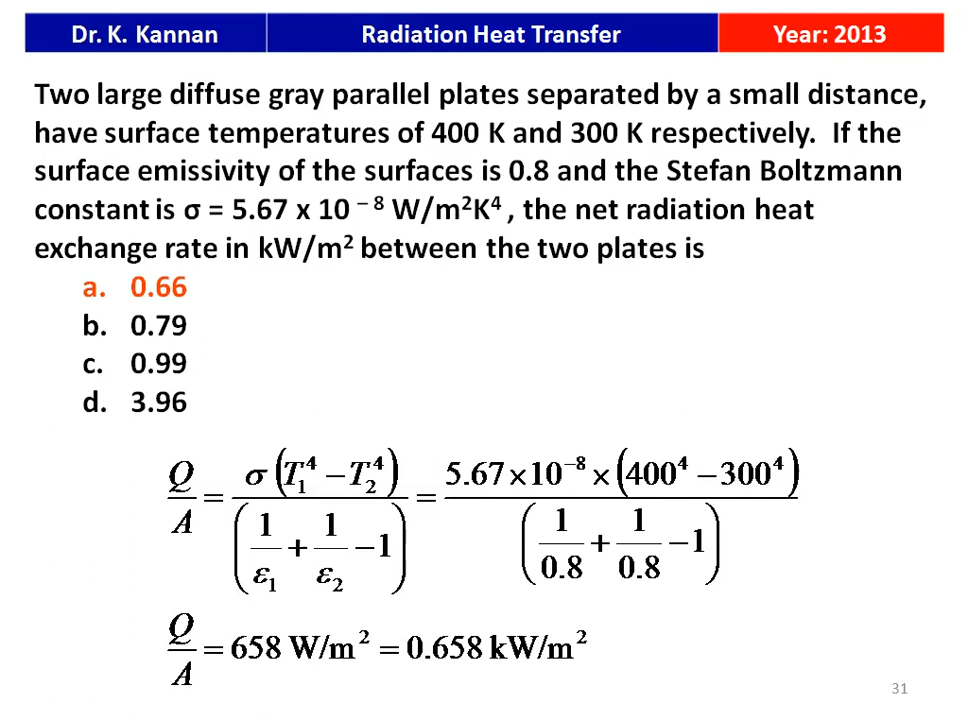 Dr. K. Kannan Radiation Heat Transfer Year: 2013
Two large diffuse gray parallel plates separated by a small distance,
have surface temperatures of 400 K and 300 K respectively. If the
surface emissivity of the surfaces is 0.8 and the Stefan Boltzmann
constant is σ = 5.67 x 10 ⁻⁸ W/m²K⁴ , the net radiation heat
exchange rate in kW/m² between the two plates is
a. 0.66
b. 0.79
c. 0.99
d. 3.96
Q/A = σ(T₁⁴ − T₂⁴) / (1/ε₁ + 1/ε₂ − 1) = 5.67×10⁻⁸ × (400⁴ − 300⁴) / (1/0.8 + 1/0.8 − 1)
Q/A = 658 W/m² = 0.658 kW/m²
31